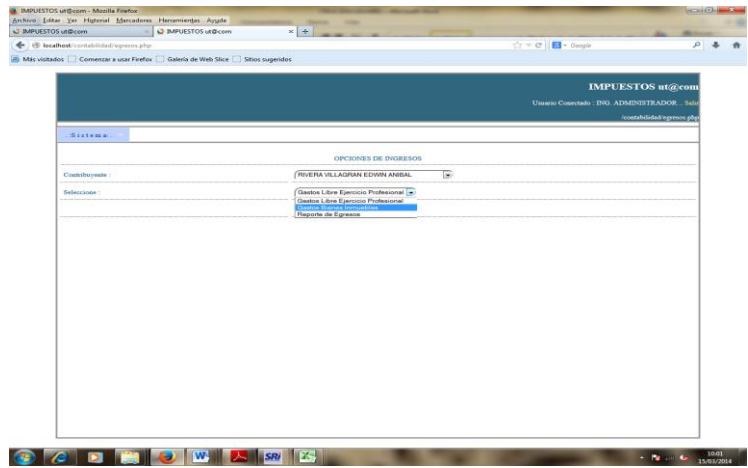 IMPUESTOS ut@com - Mozilla Firefox
Archivo Editar Ver Historial Marcadores Herramientas Ayuda
IMPUESTOS ut@com
IMPUESTOS ut@com
localhost/contabilidad/egresos.php
Google
Más visitados Comenzar a usar Firefox Galería de Web Slice Sitios sugeridos
IMPUESTOS ut@com
Usuario Conectado : ING. ADMINISTRADOR... Salir
/contabilidad/egresos.php
..Sistema..
OPCIONES DE INGRESOS
Contribuyente :
RIVERA VILLAGRAN EDWIN ANIBAL
Seleccione :
Gastos Libre Ejercicio Profesional
Gastos Libre Ejercicio Profesional
Gastos Bienes Inmuebles
Reporte de Egresos
SRi
10:01
15/03/2014